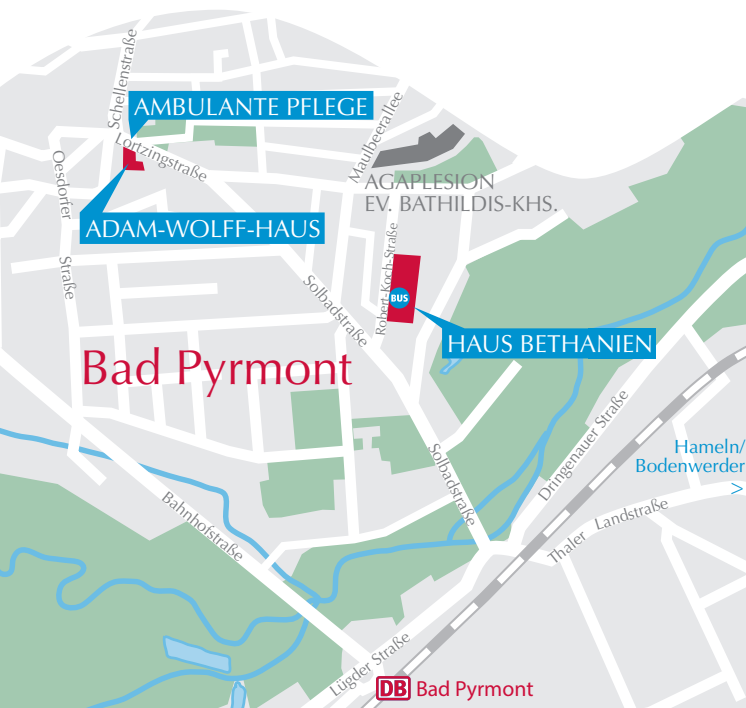 Schellenstraße
AMBULANTE PFLEGE
Lortzingstraße
Maulbeerallee
Oesdorfer
Straße
AGAPLESION
EV. BATHILDIS-KHS.
ADAM-WOLFF-HAUS
Robert-Koch-Straße
BUS
Solbadstraße
HAUS BETHANIEN
Bad Pyrmont
Dringenauer Straße
Hameln/
Bodenwerder
>
Solbadstraße
Bahnhofstraße
Thaler Landstraße
Lügder Straße
DB Bad Pyrmont